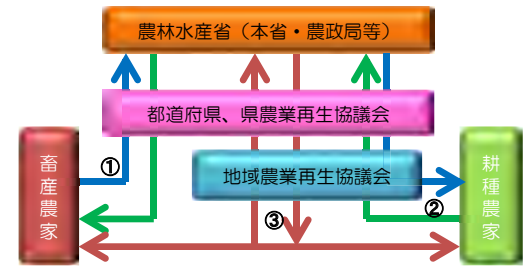 農林水産省（本省・農政局等）
都道府県、県農業再生協議会
畜産農家
①
地域農業再生協議会
耕種農家
②
③